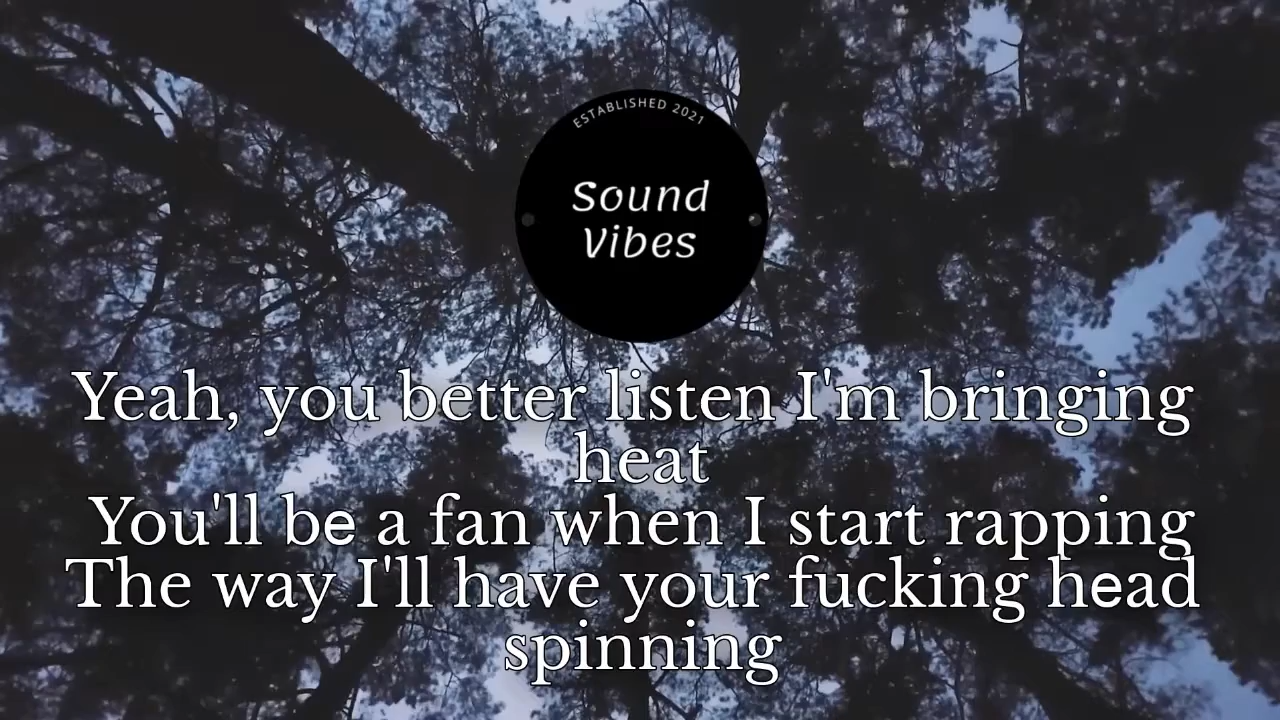 ESTABLISHED 2021
Sound
Vibes
Yeah, you better listen I'm bringing
heat
You'll be a fan when I start rapping
The way I'll have your fucking head
spinning